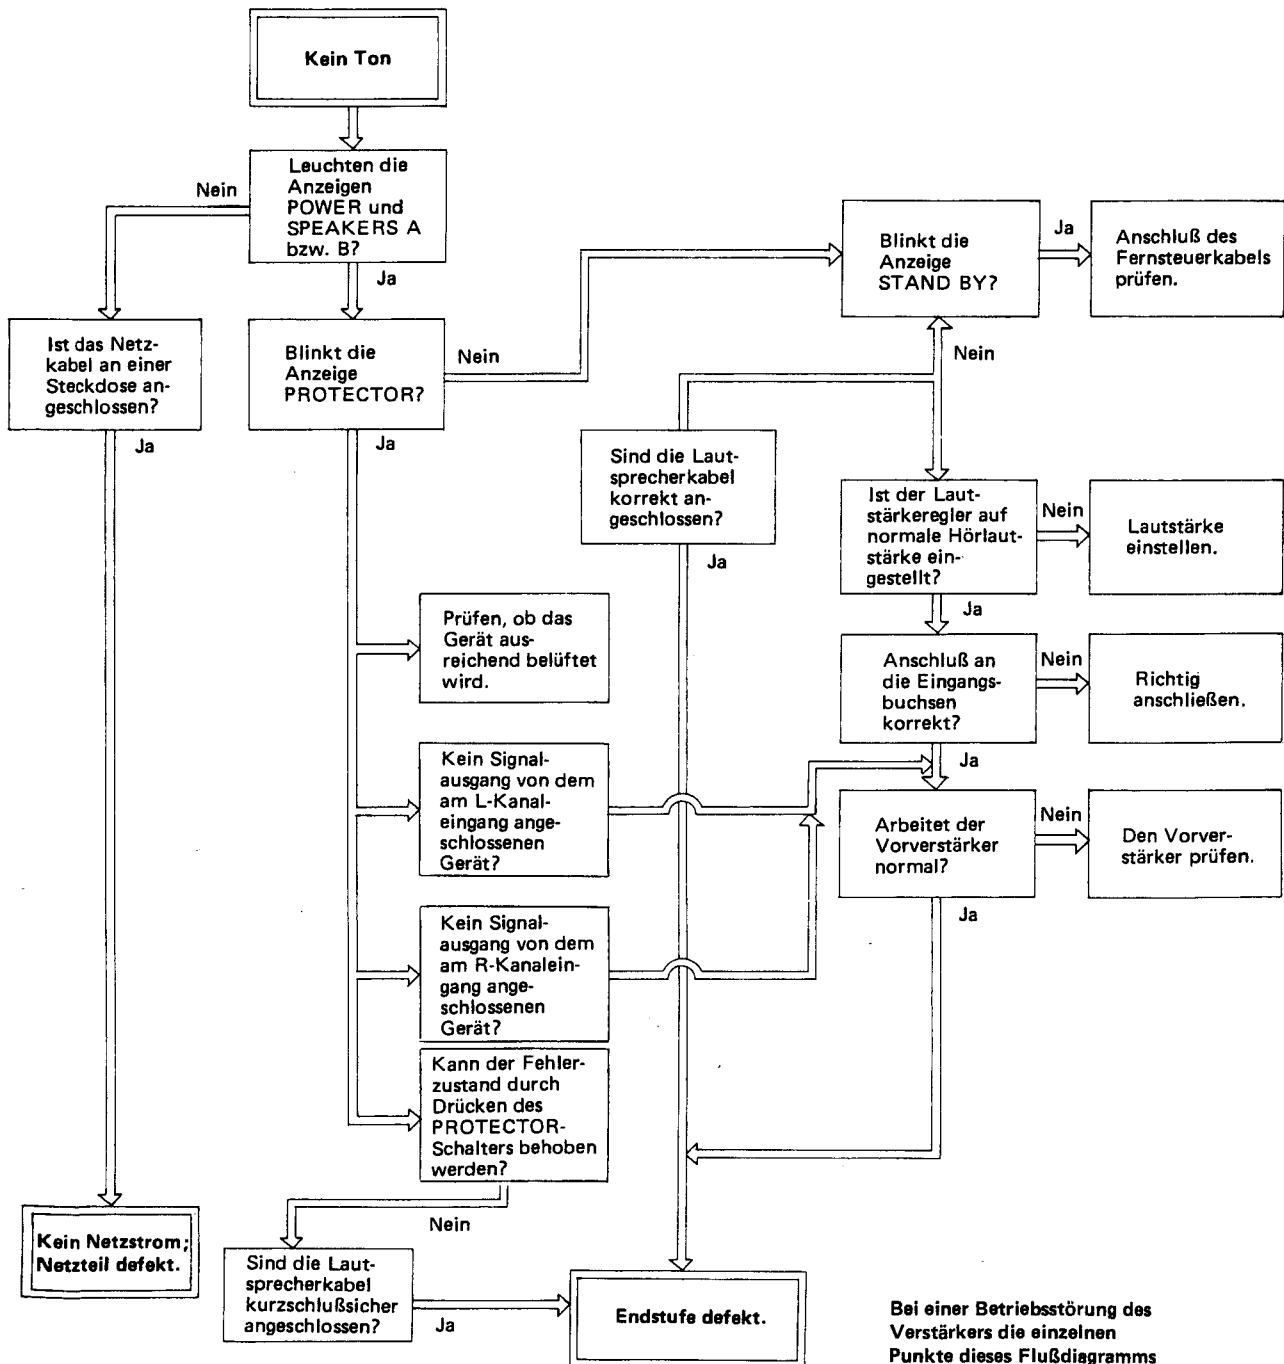 Kein Ton
Leuchten die
Anzeigen
POWER und
SPEAKERS A
bzw. B?
Nein
Ja
Ist das Netz-
kabel an einer
Steckdose an-
geschlossen?
Ja
Blinkt die
Anzeige
PROTECTOR?
Nein
Ja
Blinkt die
Anzeige
STAND BY?
Ja
Nein
Anschluß des
Fernsteuerkabels
prüfen.
Sind die Laut-
sprecherkabel
korrekt an-
geschlossen?
Ja
Ist der Laut-
stärkeregler auf
normale Hörlaut-
stärke ein-
gestellt?
Nein
Ja
Lautstärke
einstellen.
Prüfen, ob das
Gerät aus-
reichend belüftet
wird.
Anschluß an
die Eingangs-
buchsen
korrekt?
Nein
Ja
Richtig
anschließen.
Kein Signal-
ausgang von dem
am L-Kanal-
eingang ange-
schlossenen
Gerät?
Arbeitet der
Vorverstärker
normal?
Nein
Ja
Den Vorver-
stärker prüfen.
Kein Signal-
ausgang von dem
am R-Kanalein-
gang ange-
schlossenen
Gerät?
Kann der Fehler-
zustand durch
Drücken des
PROTECTOR-
Schalters behoben
werden?
Nein
Kein Netzstrom;
Netzteil defekt.
Sind die Laut-
sprecherkabel
kurzschlußsicher
angeschlossen?
Ja
Endstufe defekt.
Bei einer Betriebsstörung des
Verstärkers die einzelnen
Punkte dieses Flußdiagramms